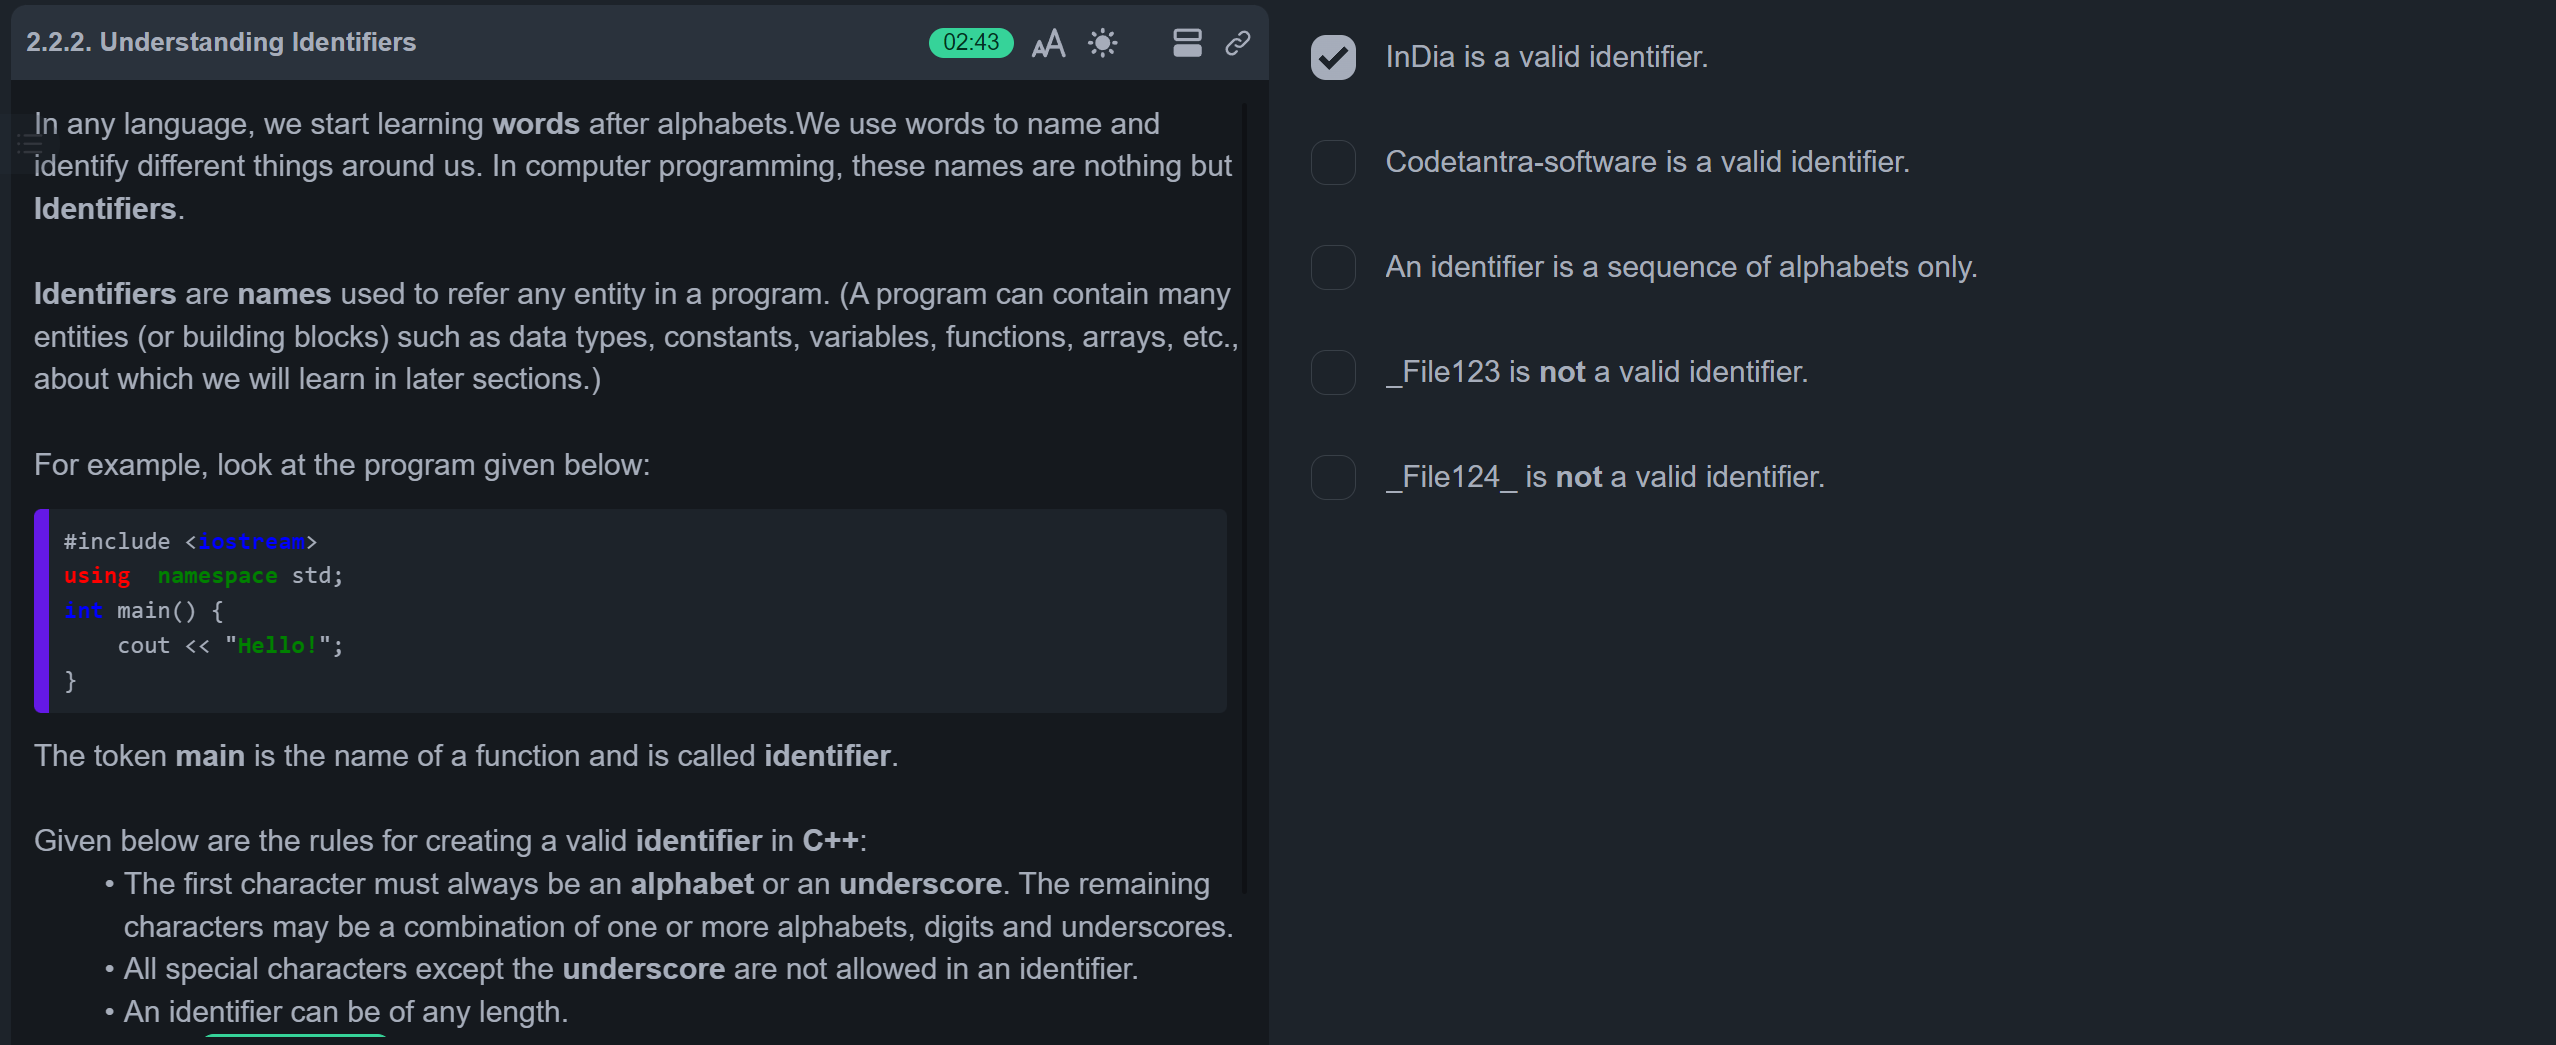 2.2.2. Understanding Identifiers
02:43
In any language, we start learning words after alphabets.We use words to name and
identify different things around us. In computer programming, these names are nothing but
Identifiers.
Identifiers are names used to refer any entity in a program. (A program can contain many
entities (or building blocks) such as data types, constants, variables, functions, arrays, etc.,
about which we will learn in later sections.)
For example, look at the program given below:
#include <iostream>
using  namespace std;
int main() {
    cout << "Hello!";
}
The token main is the name of a function and is called identifier.
Given below are the rules for creating a valid identifier in C++:
• The first character must always be an alphabet or an underscore. The remaining
characters may be a combination of one or more alphabets, digits and underscores.
• All special characters except the underscore are not allowed in an identifier.
• An identifier can be of any length.
InDia is a valid identifier.
Codetantra-software is a valid identifier.
An identifier is a sequence of alphabets only.
_File123 is not a valid identifier.
_File124_ is not a valid identifier.